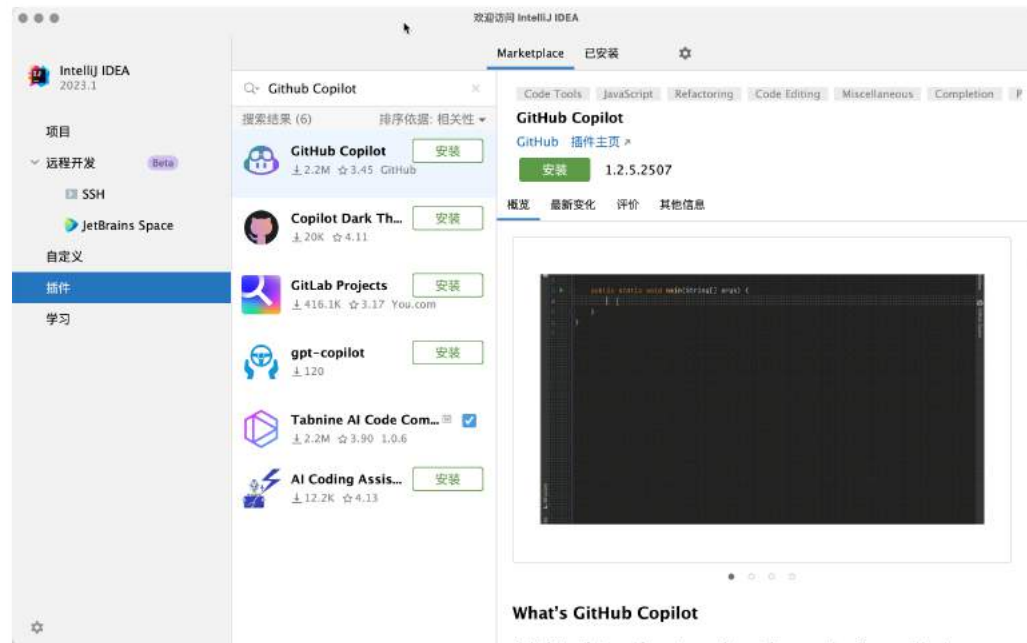 欢迎访问 IntelliJ IDEA
IntelliJ IDEA
2023.1
项目
远程开发 Beta
SSH
JetBrains Space
自定义
插件
学习
Marketplace 已安装
Github Copilot
搜索结果 (6) 排序依据: 相关性
GitHub Copilot 安装
2.2M 3.45 GitHub
Copilot Dark Th... 安装
20K 4.11
GitLab Projects 安装
416.1K 3.17 You.com
gpt-copilot 安装
120
Tabnine AI Code Com...
2.2M 3.90 1.0.6
AI Coding Assis... 安装
12.2K 4.13
Code Tools JavaScript Refactoring Code Editing Miscellaneous Completion
GitHub Copilot
GitHub 插件主页
安装 1.2.5.2507
概览 最新变化 评价 其他信息
public static void main(String[] args) {
}
}
What's GitHub Copilot